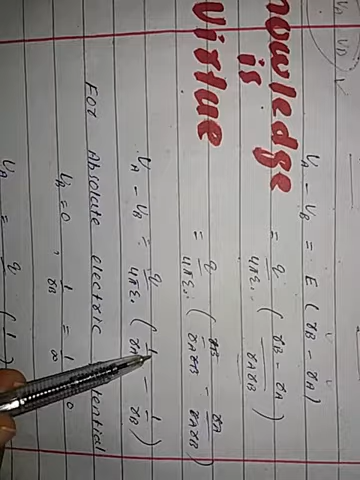 Knowledge
is
Virtue
V_A - V_B = E (r_B - r_A)
= q/4πε₀ (r_B - r_A / r_A r_B)
= q/4πε₀ (r_B/r_A r_B - r_A/r_A r_B)
V_A - V_B = q/4πε₀ (1/r_A - 1/r_B)
For Absolute electric
V_B = 0 , 1/r_B = 1/∞ 0
V_A = q